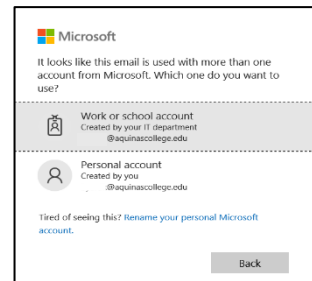 Microsoft
It looks like this email is used with more than one
account from Microsoft. Which one do you want to
use?
Work or school account
Created by your IT department
@aquinascollege.edu
Personal account
Created by you
:@aquinascollege.edu
Tired of seeing this? Rename your personal Microsoft
account.
Back